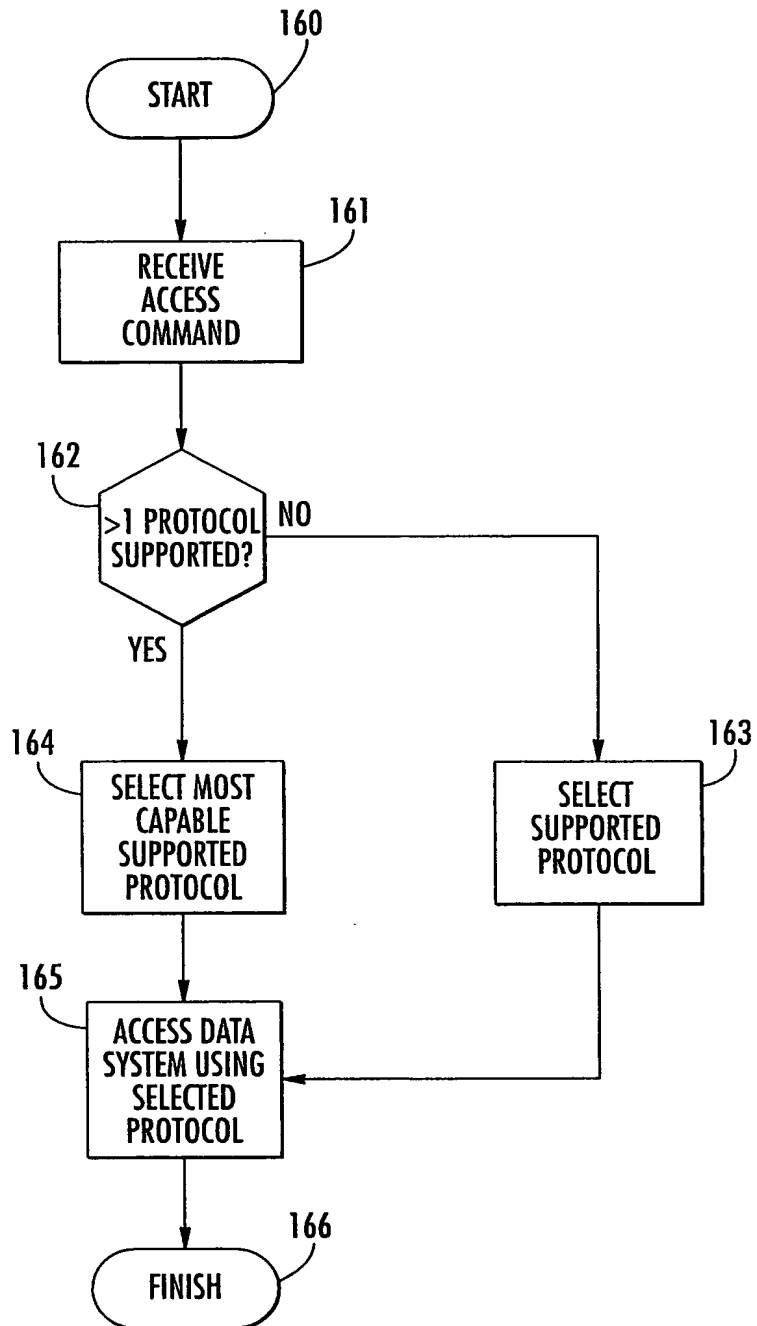 160
START
161
RECEIVE
ACCESS
COMMAND
162
>1 PROTOCOL
SUPPORTED?
NO
YES
164
SELECT MOST
CAPABLE
SUPPORTED
PROTOCOL
163
SELECT
SUPPORTED
PROTOCOL
165
ACCESS DATA
SYSTEM USING
SELECTED
PROTOCOL
166
FINISH